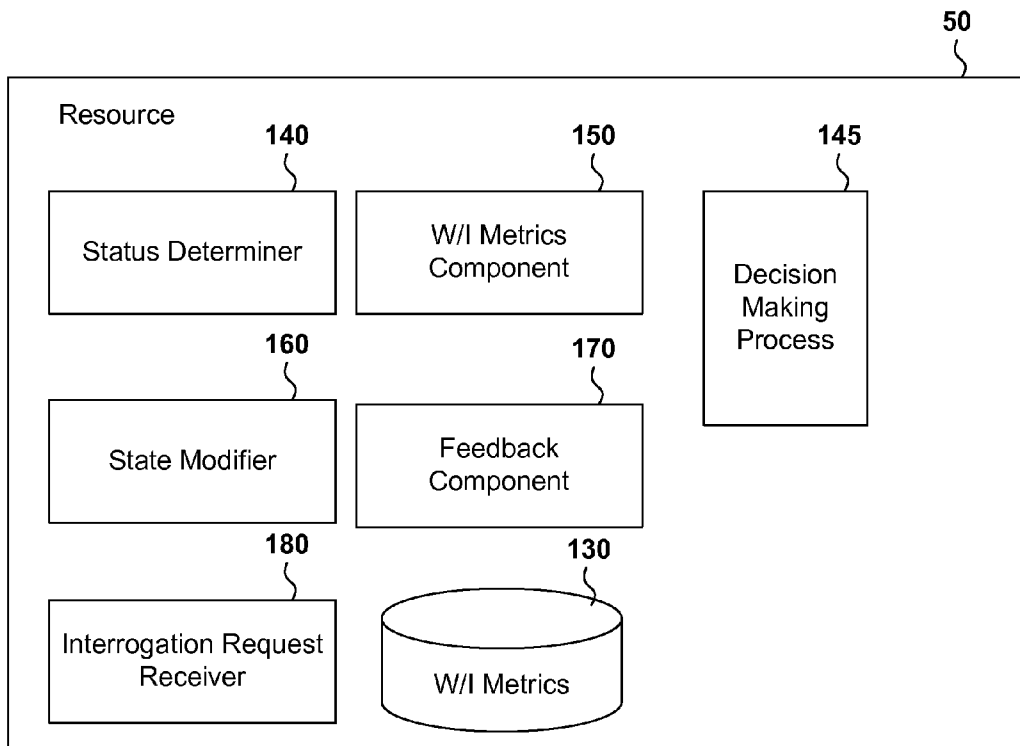 50
Resource
140
150
145
Status Determiner
W/I Metrics
Component
Decision
Making
Process
160
170
State Modifier
Feedback
Component
180
130
Interrogation Request
Receiver
W/I Metrics